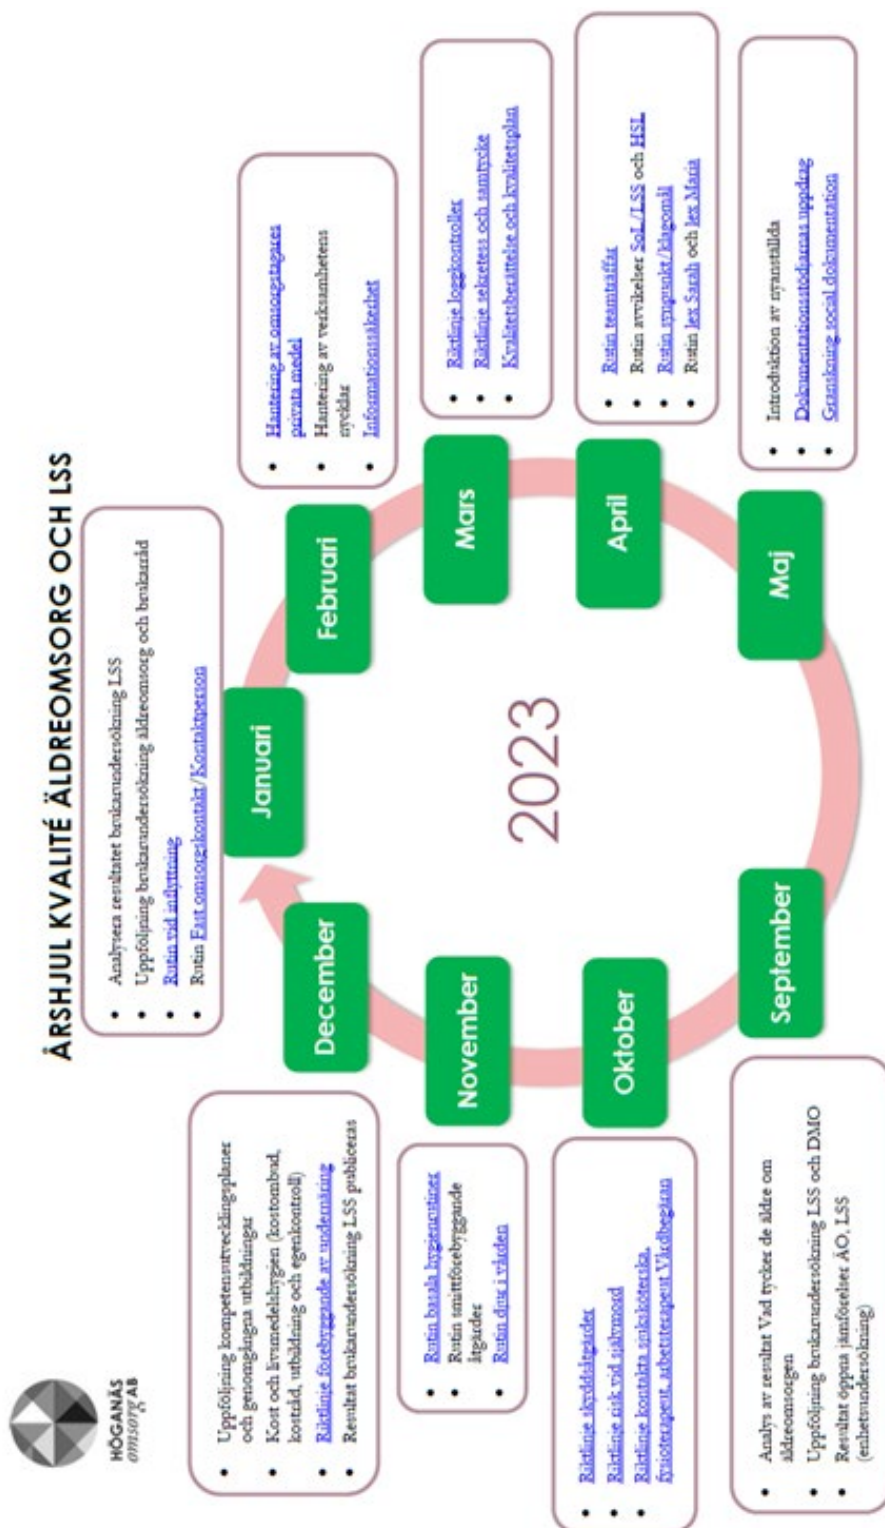 HÖGANÄS
omsorg AB
ÅRSHJUL KVALITÉ ÄLDREOMSORG OCH LSS
• Analysera resultatet brukarundersökning LSS
• Uppföljning brukarundersökning äldreomsorg och brukarråd
• Rutin vid inflyttning
• Rutin Fast omsorgskontakt/Kontaktperson
Januari
• Hantering av omsorgstagares
privata medel
• Hantering av verksamhetens
nycklar
• Informationssäkerhet
Februari
• Riktlinje loggkontroller
• Riktlinje sekretess och samtycke
• Kvalitetsberättelse och kvalitetsplan
Mars
• Rutin teamträffar
• Rutin avvikelser SoL/LSS och HSL
• Rutin synpunkt/klagomål
• Rutin lex Sarah och lex Maria
April
• Introduktion av nyanställda
• Dokumentationsstödjarnas uppdrag
• Granskning social dokumentation
Maj
2023
September
• Analys av resultat Vad tycker de äldre om
äldreomsorgen
• Uppföljning brukarundersökning LSS och DMO
• Resultat öppna jämförelser ÄO, LSS
(enhetsundersökning)
Oktober
• Riktlinje skyddsåtgärder
• Riktlinje risk vid självmord
• Riktlinje kontakta sjuksköterska,
fysioterapeut, arbetsterapeut Vårdbegäran
November
• Rutin basala hygienrutiner
• Rutin smittförebyggande
åtgärder
• Rutin djur i vården
December
• Uppföljning kompetensutvecklingsplaner
och genomgångna utbildningar
• Kost och livsmedelshygien (kostombud,
kostråd, utbildning och egenkontroll)
• Riktlinje förebyggande av undernäring
• Resultat brukarundersökning LSS publiceras